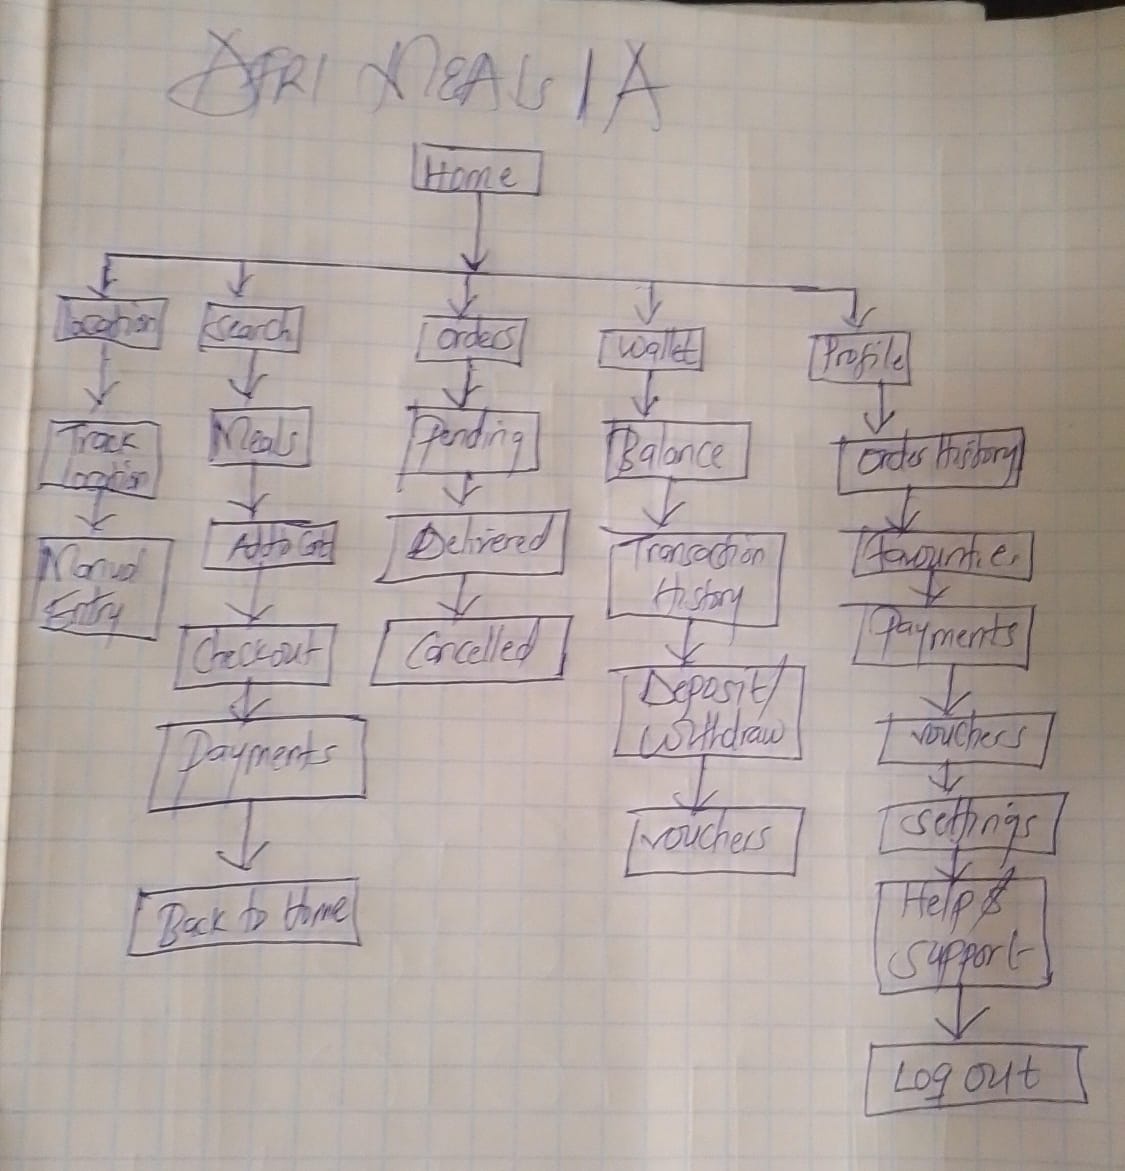 AFRI MEALS IA
Home
Location
Search
Orders
Wallet
Profile
Track
Location
Manual
Entry
Meals
Add to Cart
Checkout
Payments
Back to Home
Pending
Delivered
Cancelled
Balance
Transaction
History
Deposit/
Withdraw
Vouchers
Order History
Payments
Vouchers
Settings
Help &
Support
Log out